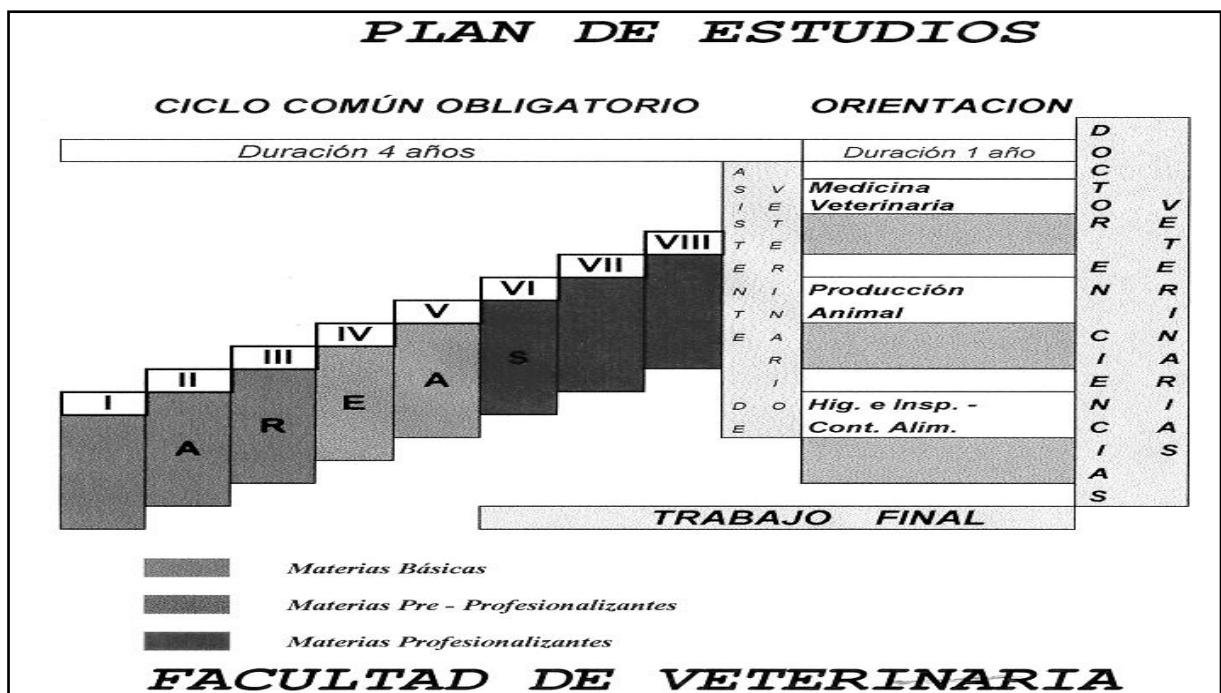 PLAN DE ESTUDIOS
CICLO COMÚN OBLIGATORIO
ORIENTACION
Duración 4 años
Duración 1 año
I
II
III
IV
V
VI
VII
VIII
A
R
E
A
S
ASISTENTE DE
VETERINARIO
Medicina
Veterinaria
Producción
Animal
Hig. e Insp. -
Cont. Alim.
DOCTOR EN CIENCIAS
VETERINARIAS
TRABAJO FINAL
Materias Básicas
Materias Pre - Profesionalizantes
Materias Profesionalizantes
FACULTAD DE VETERINARIA